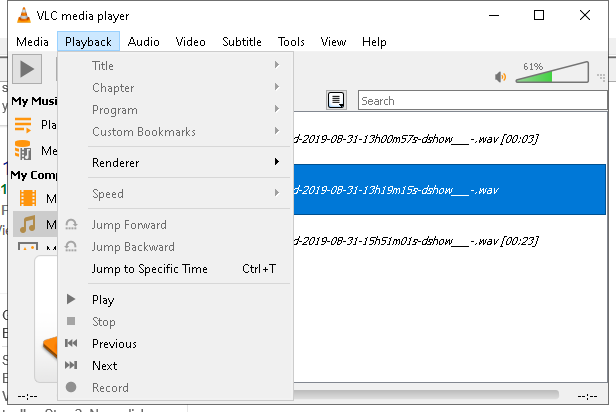 VLC media player
Media Playback Audio Video Subtitle Tools View Help
61%
Search
My Musi
Pla
Me
My Comp
M
M
Title
Chapter
Program
Custom Bookmarks
Renderer
Speed
Jump Forward
Jump Backward
Jump to Specific Time Ctrl+T
Play
Stop
Previous
Next
Record
d-2019-08-31-13h00m57s-dshow___-.wav [00:03]
d-2019-08-31-13h19m15s-dshow___-.wav
d-2019-08-31-15h51m01s-dshow___-.wav [00:23]
--:-- --:--